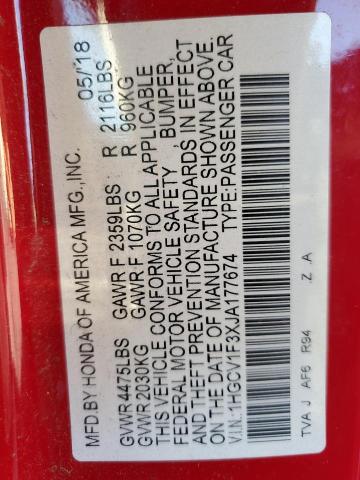 MFD BY HONDA OF AMERICA MFG.,INC. 05/'18
GVWR 4475LBS GAWR F 2359LBS R 2116LBS
GVWR 2030KG GAWR F 1070KG R 960KG
THIS VEHICLE CONFORMS TO ALL APPLICABLE
FEDERAL MOTOR VEHICLE SAFETY , BUMPER,
AND THEFT PREVENTION STANDARDS IN EFFECT
ON THE DATE OF MANUFACTURE SHOWN ABOVE.
V.I.N.:1HGCV1F3XJA177674 TYPE:PASSENGER CAR
TVA J AF6 R94 .Z .A